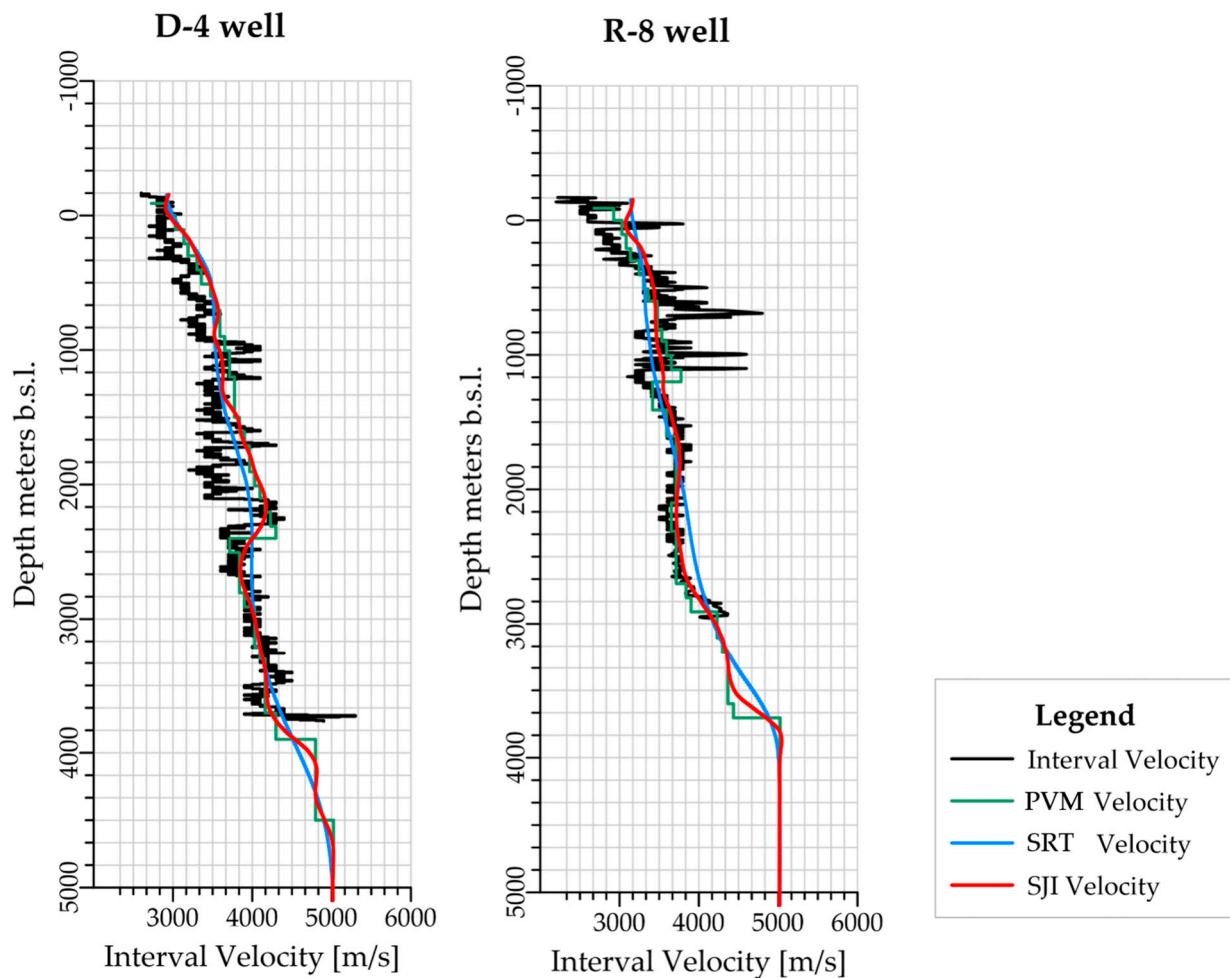 D-4 well
R-8 well
-1000
0
1000
2000
3000
4000
5000
Depth meters b.s.l.
3000 4000 5000 6000
Interval Velocity [m/s]
-1000
0
1000
2000
3000
4000
5000
Depth meters b.s.l.
3000 4000 5000 6000
Interval Velocity [m/s]
Legend
Interval Velocity
PVM Velocity
SRT Velocity
SJI Velocity